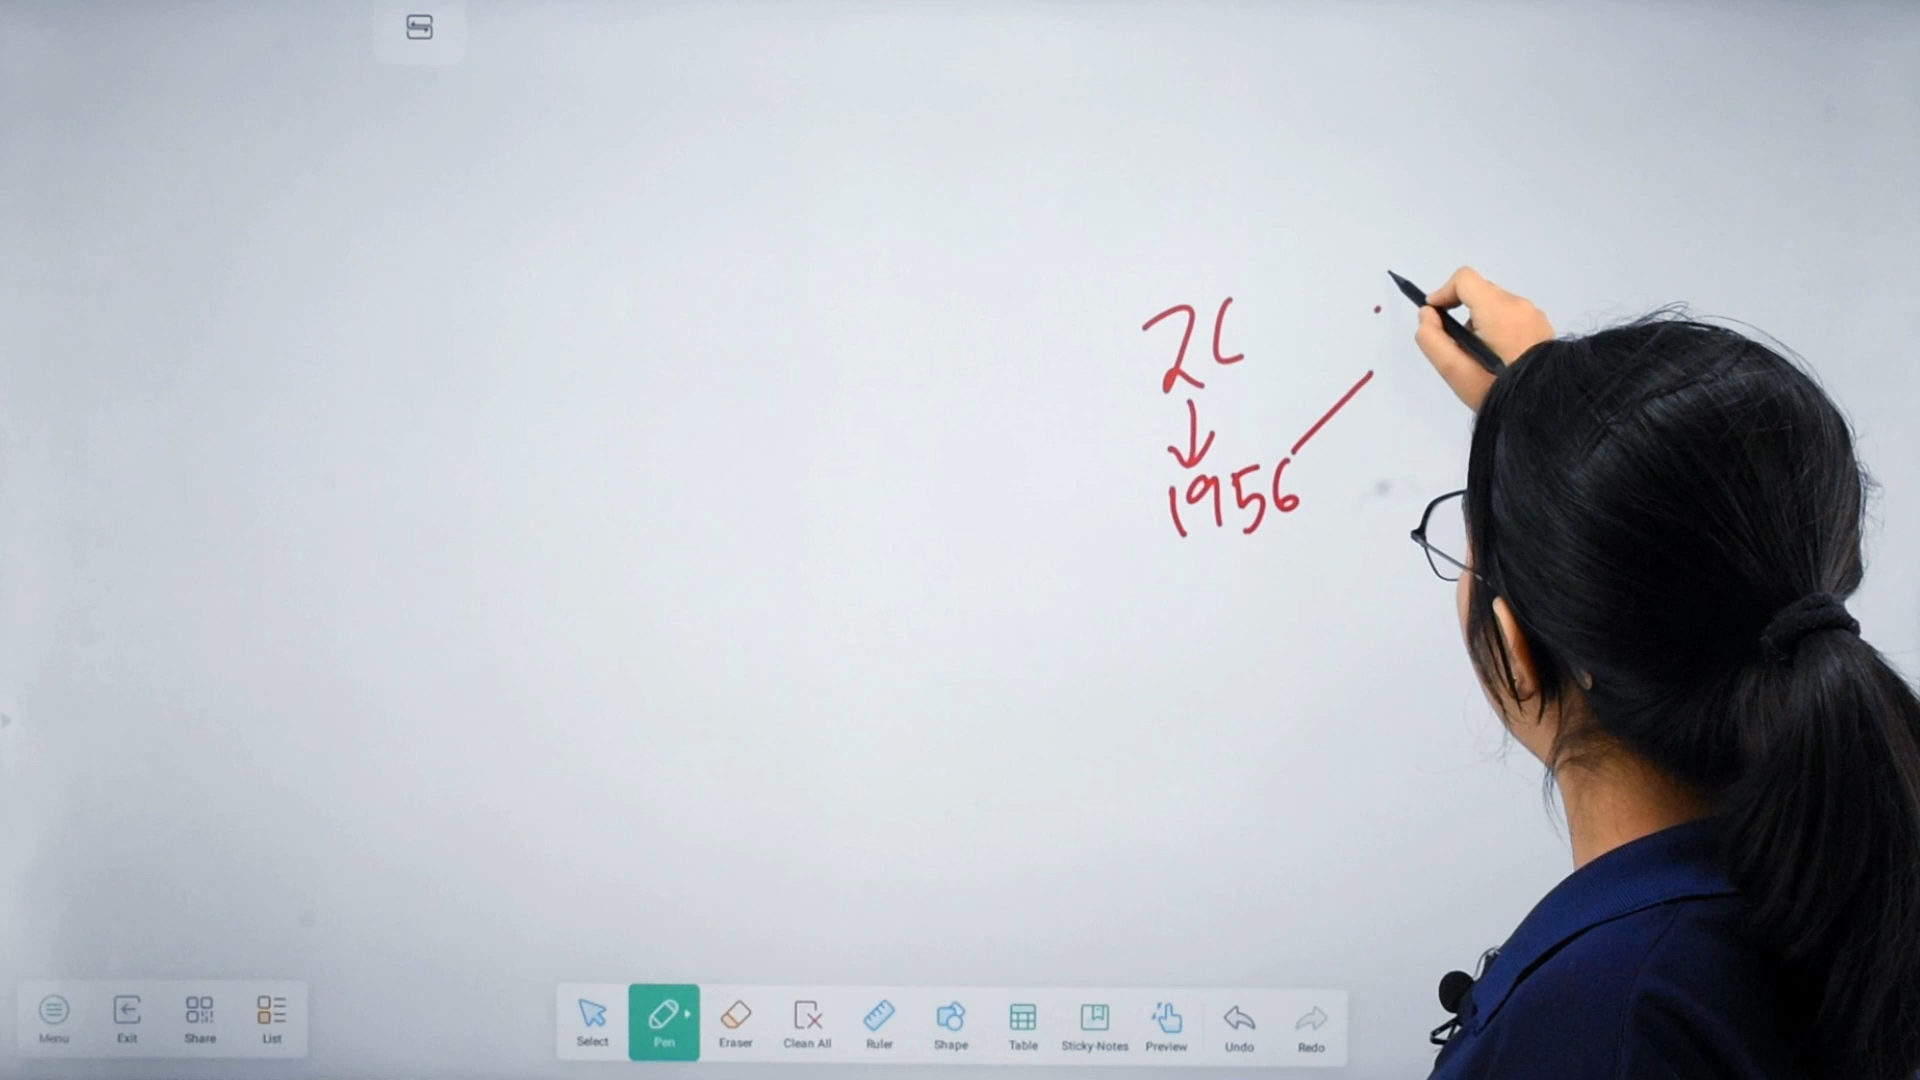 2C
↓
1956
Menu Exit Share List
Select Pen Eraser Clean All Ruler Shape Table Sticky-Notes Preview Undo Redo